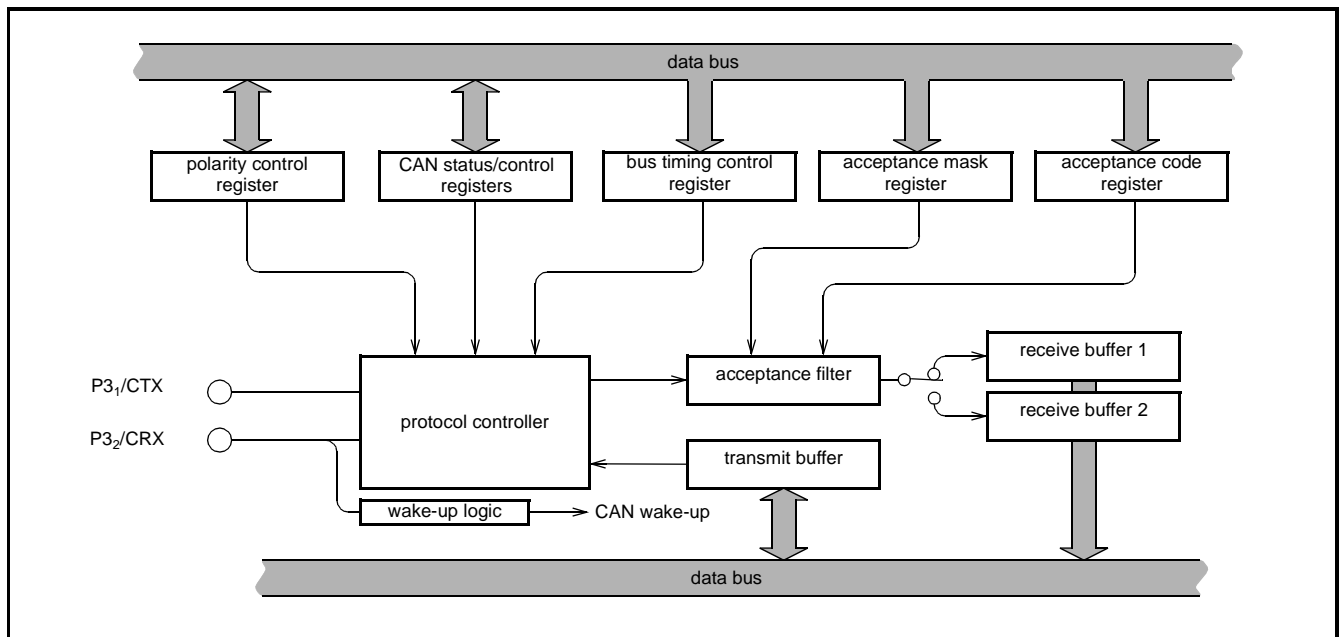 data bus
polarity control
register
CAN status/control
registers
bus timing control
register
acceptance mask
register
acceptance code
register
P3₁/CTX
P3₂/CRX
protocol controller
acceptance filter
receive buffer 1
receive buffer 2
transmit buffer
wake-up logic
CAN wake-up
data bus